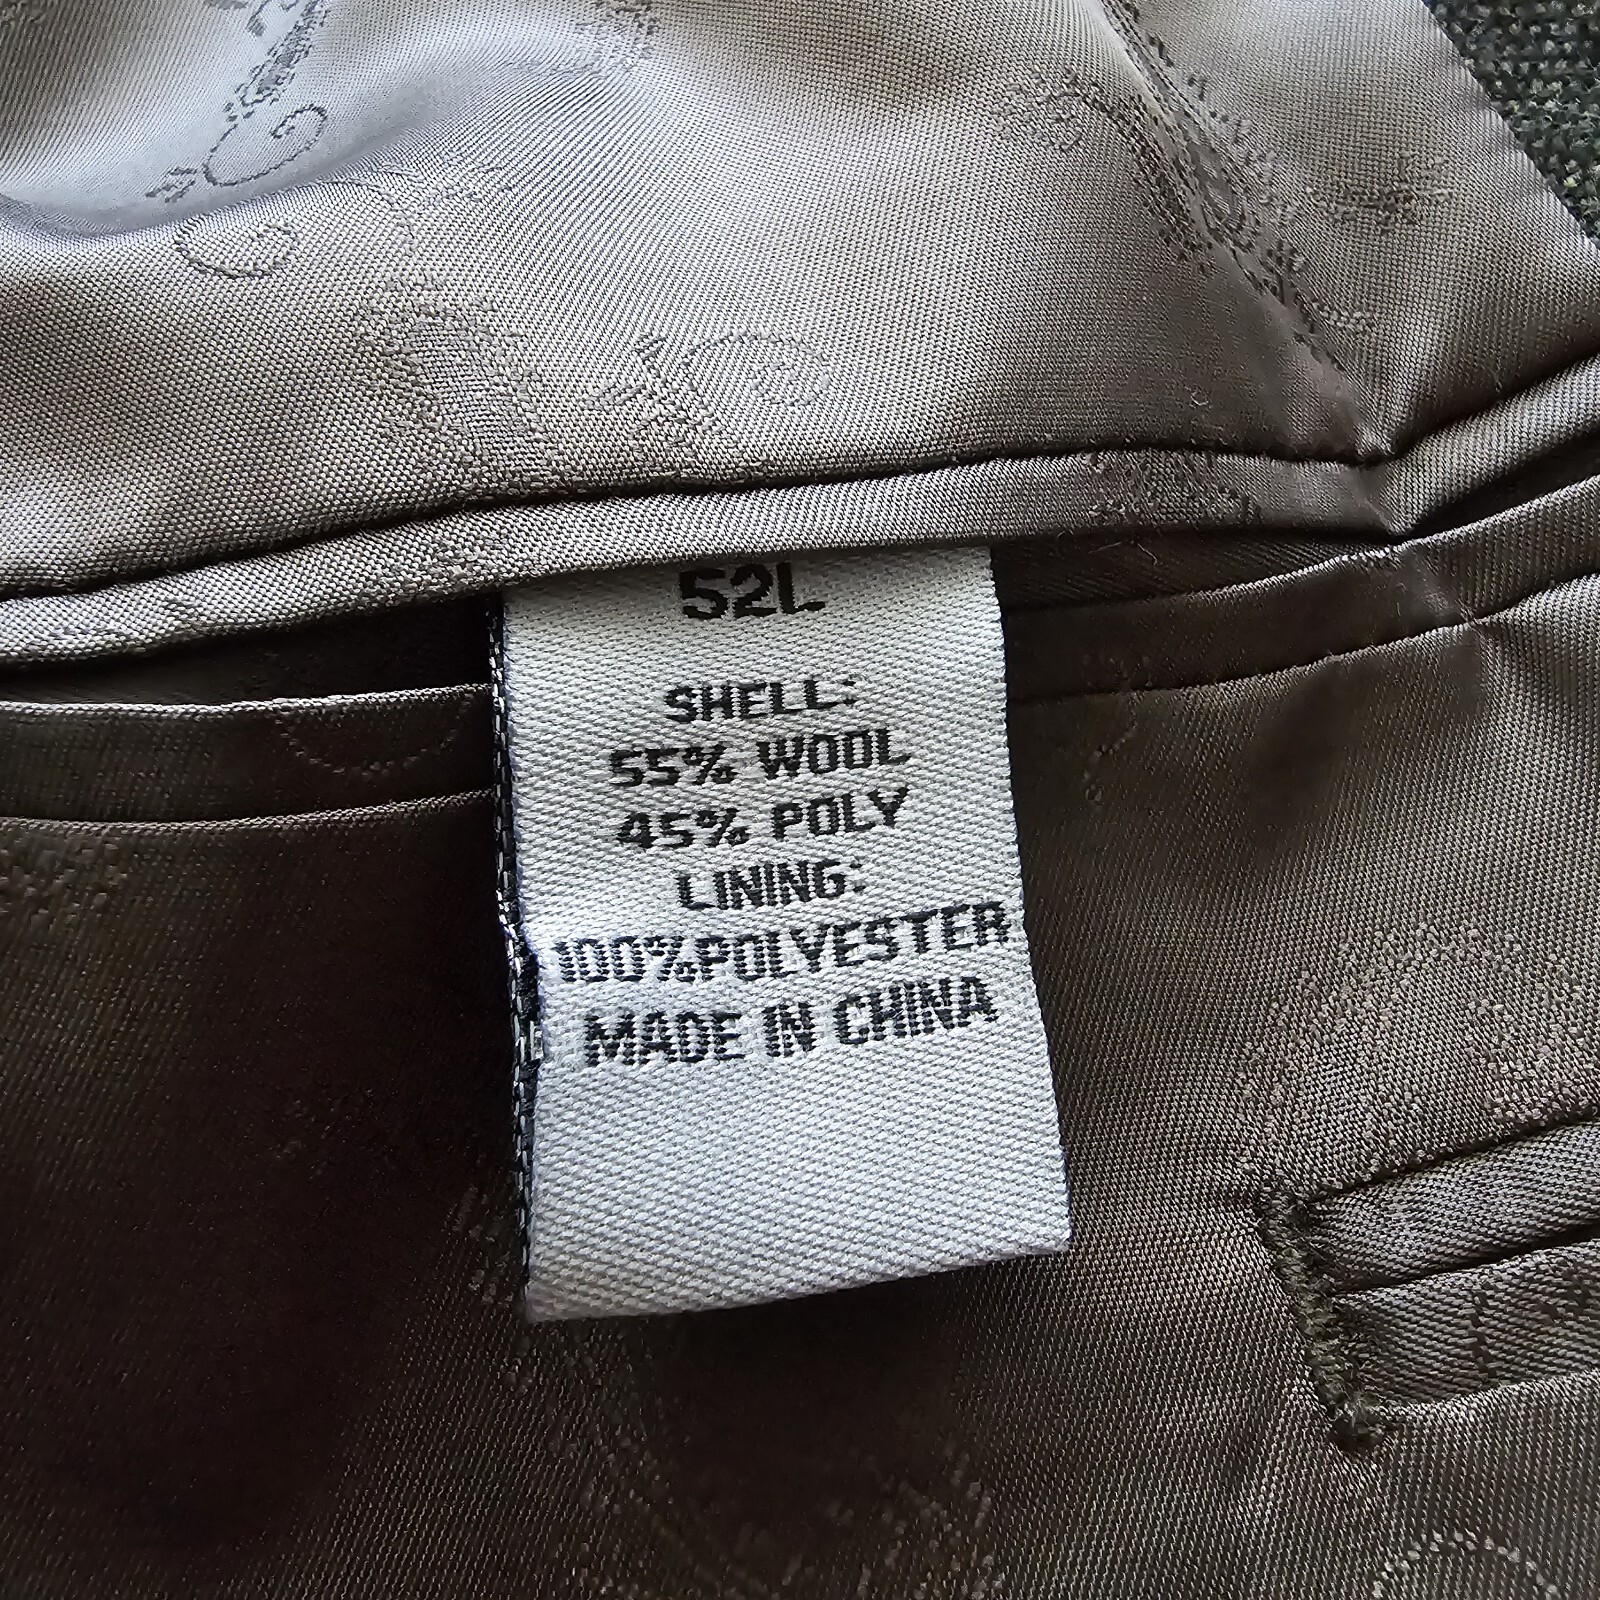 52L
SHELL:
55% WOOL
45% POLY
LINING:
100%POLYESTER
MADE IN CHINA